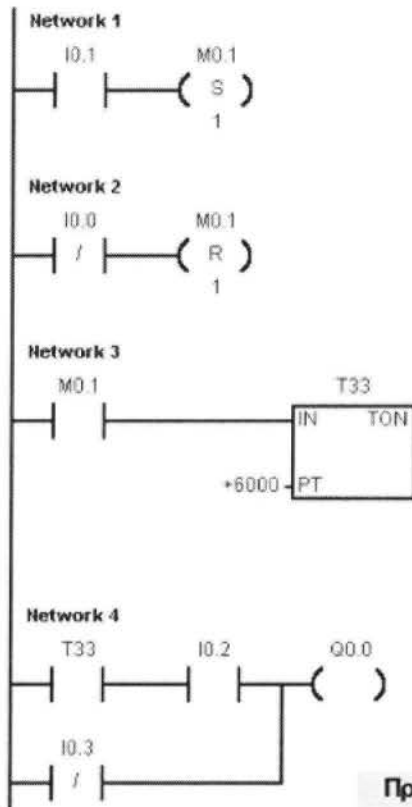 Network 1
I0.1 M0.1
S
1
Network 2
I0.0 M0.1
/ R
1
Network 3
M0.1 T33
IN TON
+6000 PT
Network 4
T33 I0.2 Q0.0
I0.3
/